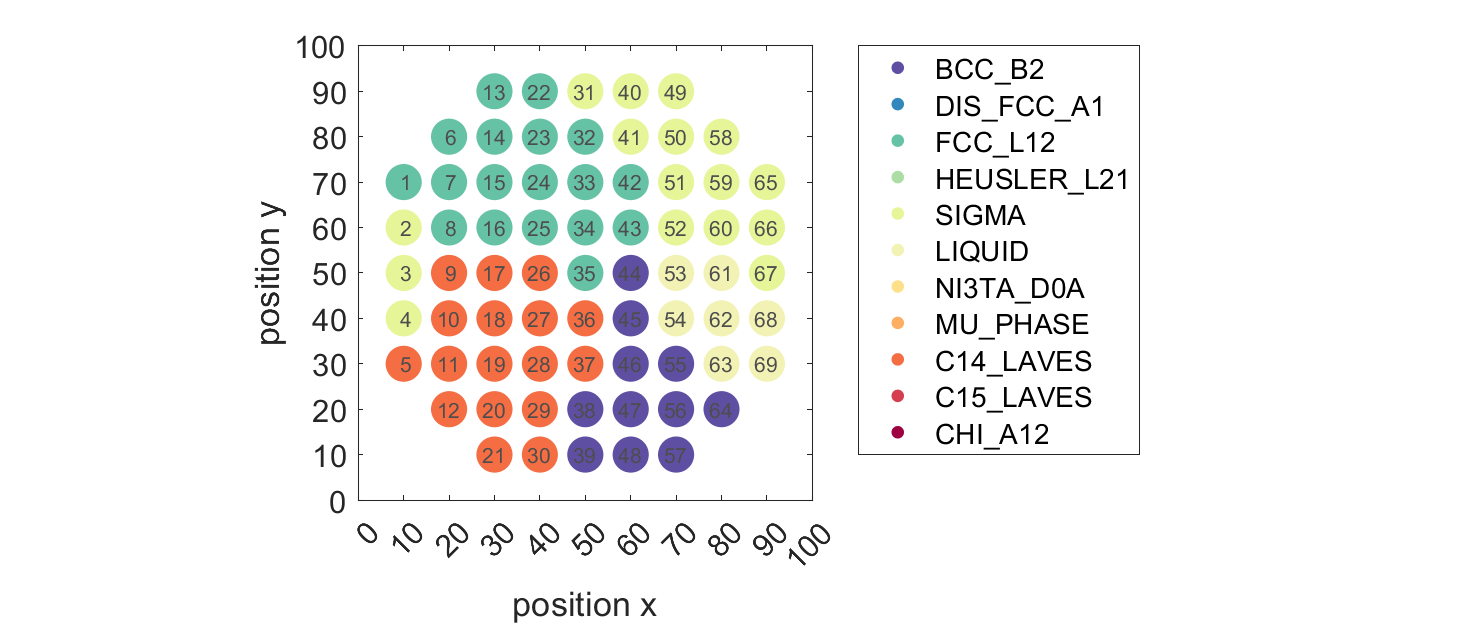 100
90
80
70
60
50
40
30
20
10
0
position y
13 22 31 40 49
6 14 23 32 41 50 58
1 7 15 24 33 42 51 59 65
2 8 16 25 34 43 52 60 66
3 9 17 26 35 44 53 61 67
4 10 18 27 36 45 54 62 68
5 11 19 28 37 46 55 63 69
12 20 29 38 47 56 64
21 30 39 48 57
0 10 20 30 40 50 60 70 80 90 100
position x
BCC_B2
DIS_FCC_A1
FCC_L12
HEUSLER_L21
SIGMA
LIQUID
NI3TA_D0A
MU_PHASE
C14_LAVES
C15_LAVES
CHI_A12